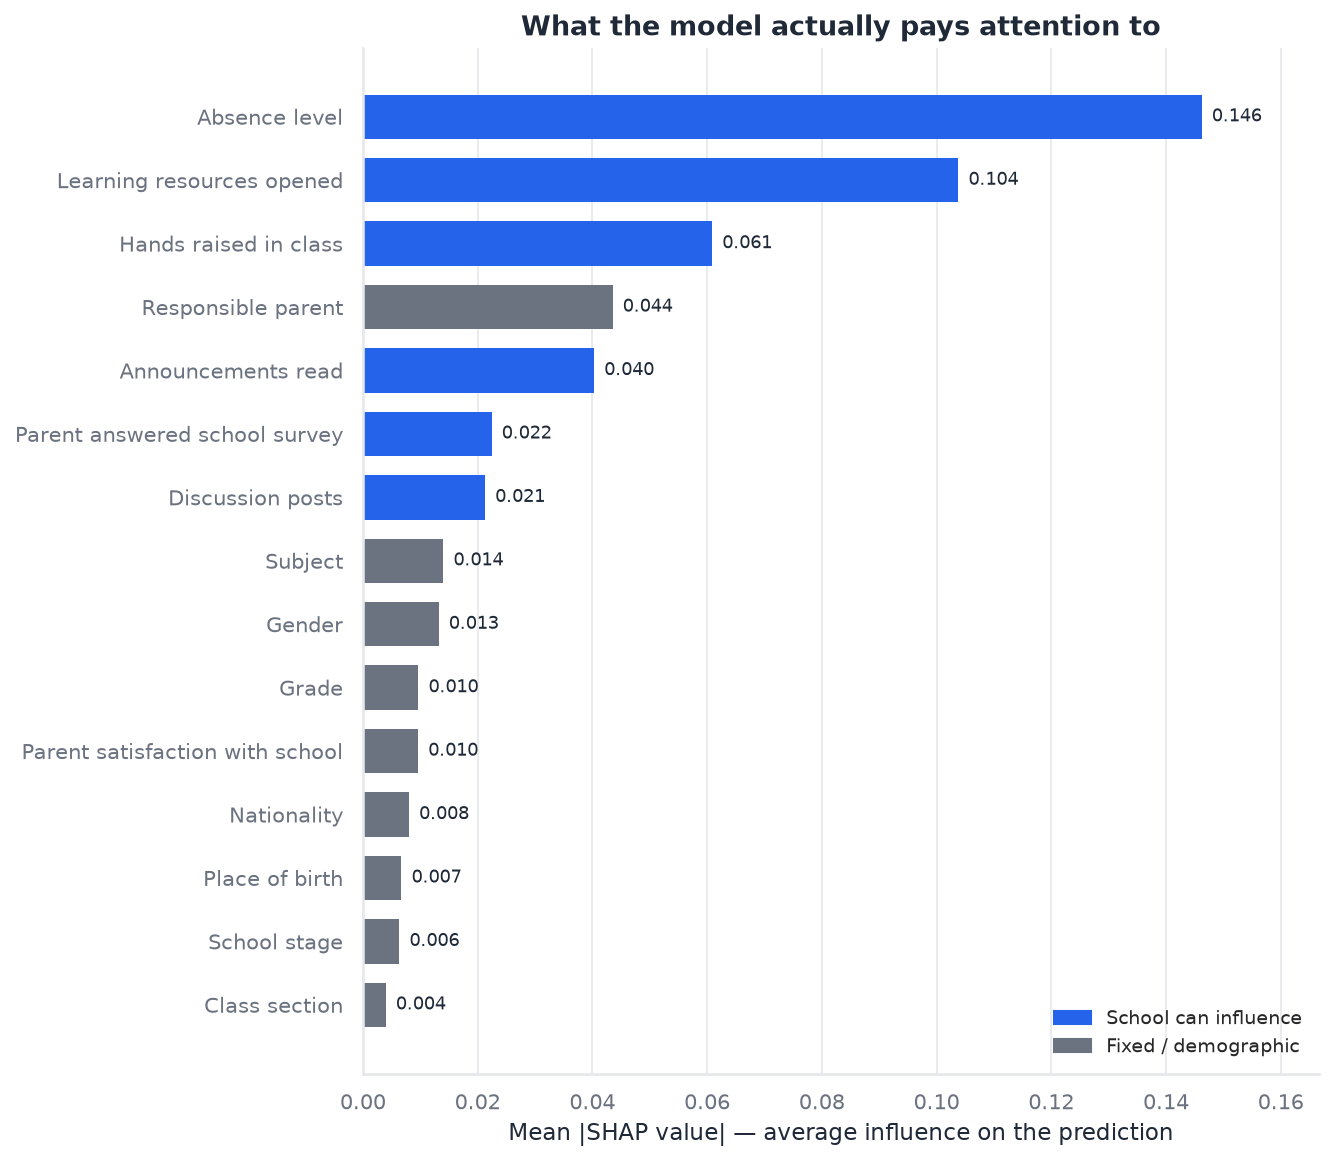 What the model actually pays attention to
Absence level 0.146
Learning resources opened 0.104
Hands raised in class 0.061
Responsible parent 0.044
Announcements read 0.040
Parent answered school survey 0.022
Discussion posts 0.021
Subject 0.014
Gender 0.013
Grade 0.010
Parent satisfaction with school 0.010
Nationality 0.008
Place of birth 0.007
School stage 0.006
Class section 0.004
School can influence
Fixed / demographic
0.00 0.02 0.04 0.06 0.08 0.10 0.12 0.14 0.16
Mean |SHAP value| — average influence on the prediction